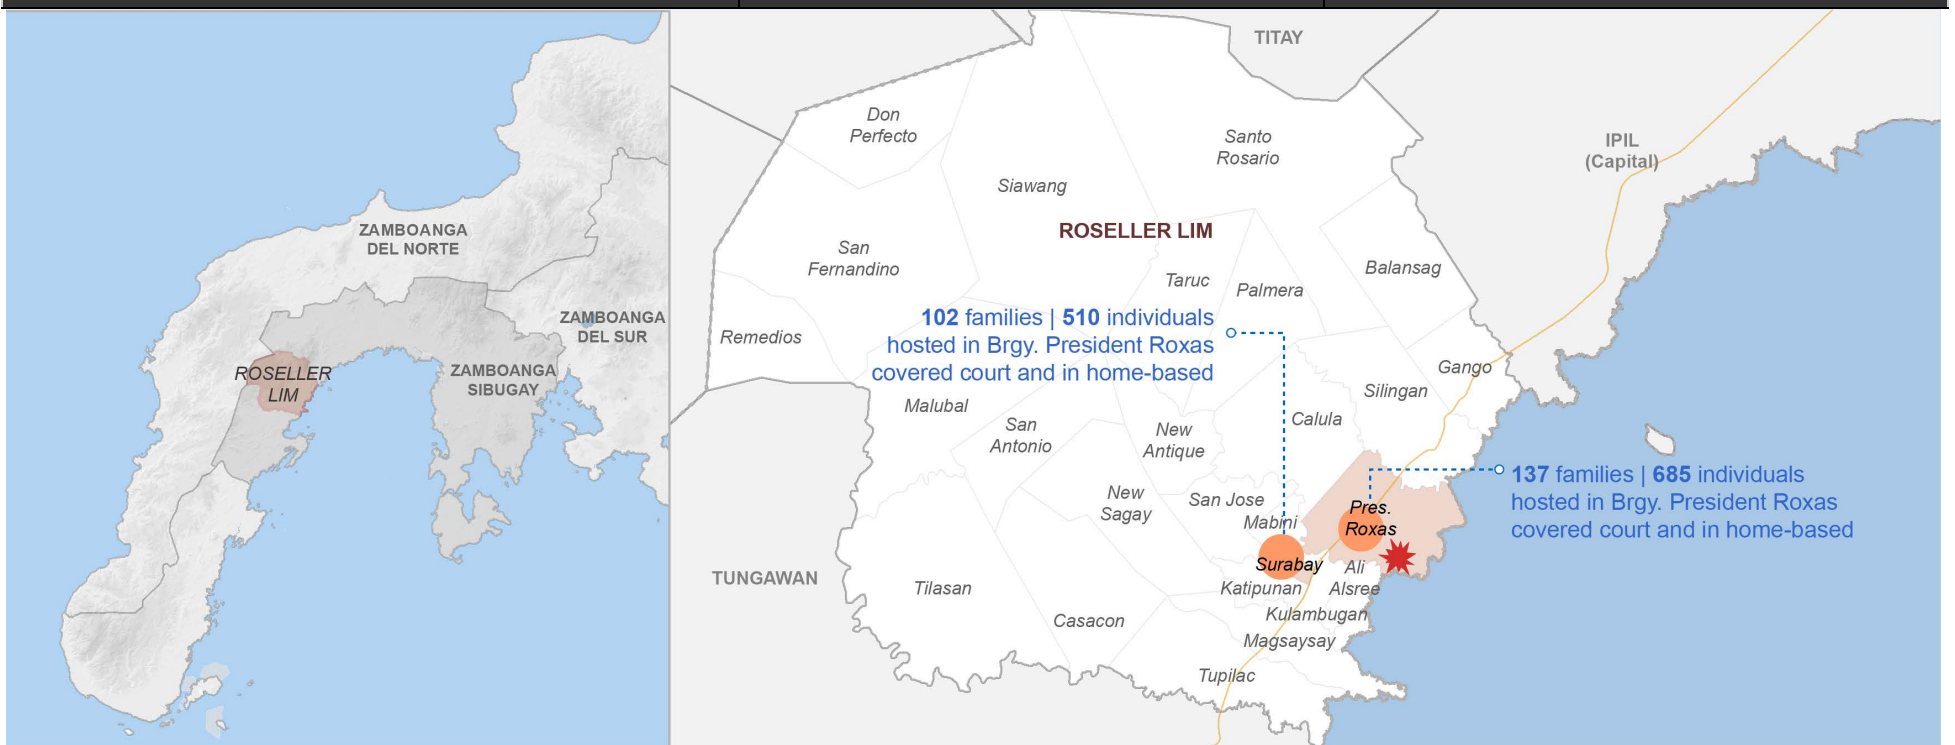 ZAMBOANGA
DEL NORTE
ZAMBOANGA
DEL SUR
ROSELLER
LIM
ZAMBOANGA
SIBUGAY
TITAY
IPIL
(Capital)
Don
Perfecto
Santo
Rosario
Siawang
ROSELLER LIM
San
Fernandino
Taruc
Palmera
Balansag
Remedios
102 families | 510 individuals
hosted in Brgy. President Roxas
covered court and in home-based
Gango
Silingan
Malubal
San
Antonio
New
Antique
Calula
137 families | 685 individuals
hosted in Brgy. President Roxas
covered court and in home-based
New
Sagay
San Jose
Mabini
Pres.
Roxas
Surabay
Ali
Alsree
TUNGAWAN
Tilasan
Katipunan
Kulambugan
Casacon
Magsaysay
Tupilac